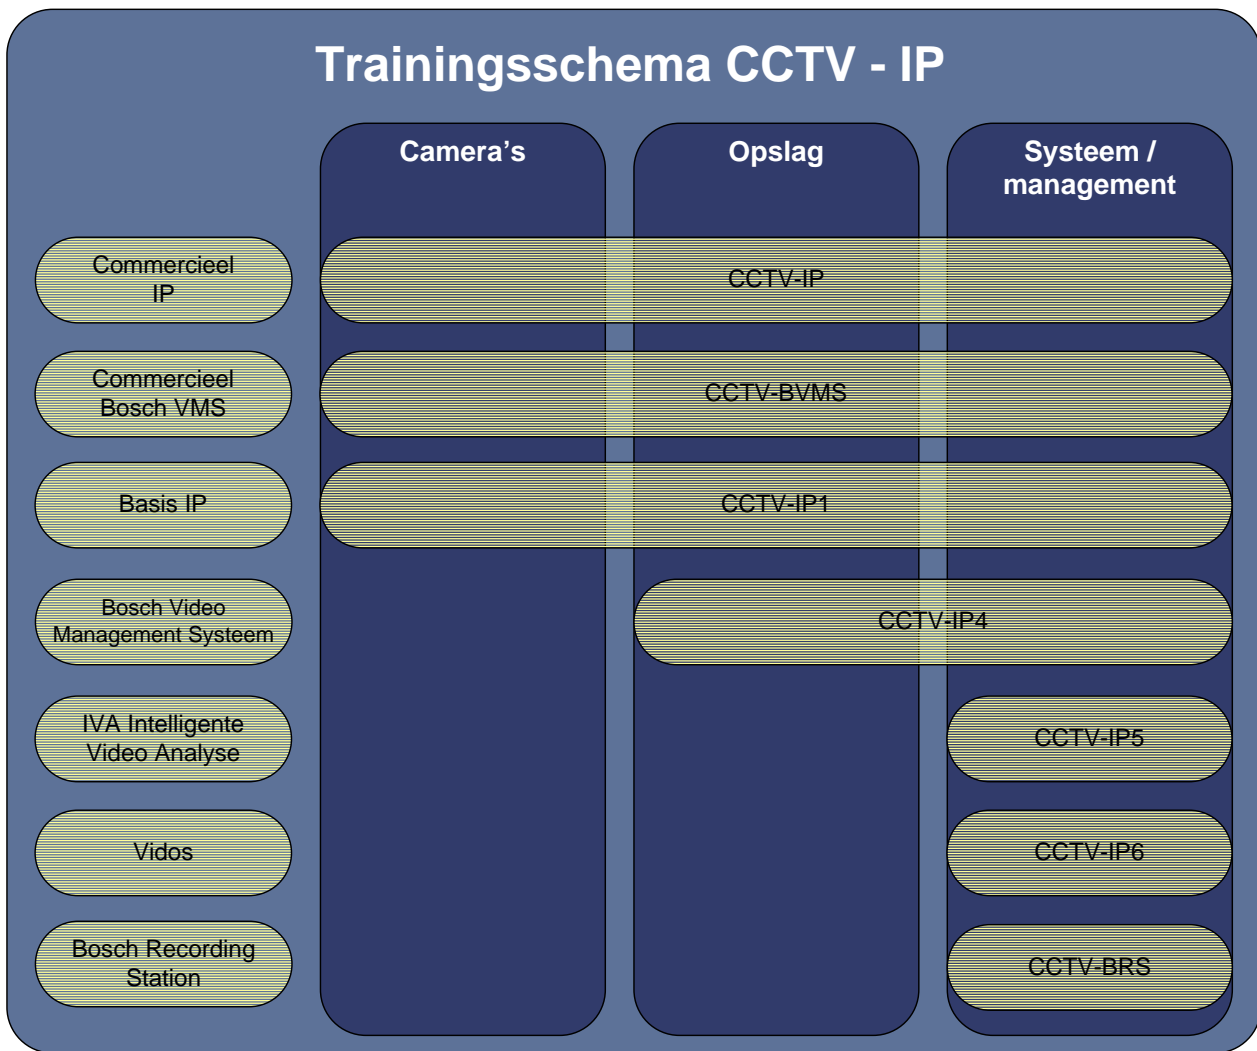 Trainingsschema CCTV - IP
Camera’s
Opslag
Systeem /
management
Commercieel
IP
CCTV-IP
Commercieel
Bosch VMS
CCTV-BVMS
Basis IP
CCTV-IP1
Bosch Video
Management Systeem
CCTV-IP4
IVA Intelligente
Video Analyse
CCTV-IP5
Vidos
CCTV-IP6
Bosch Recording
Station
CCTV-BRS